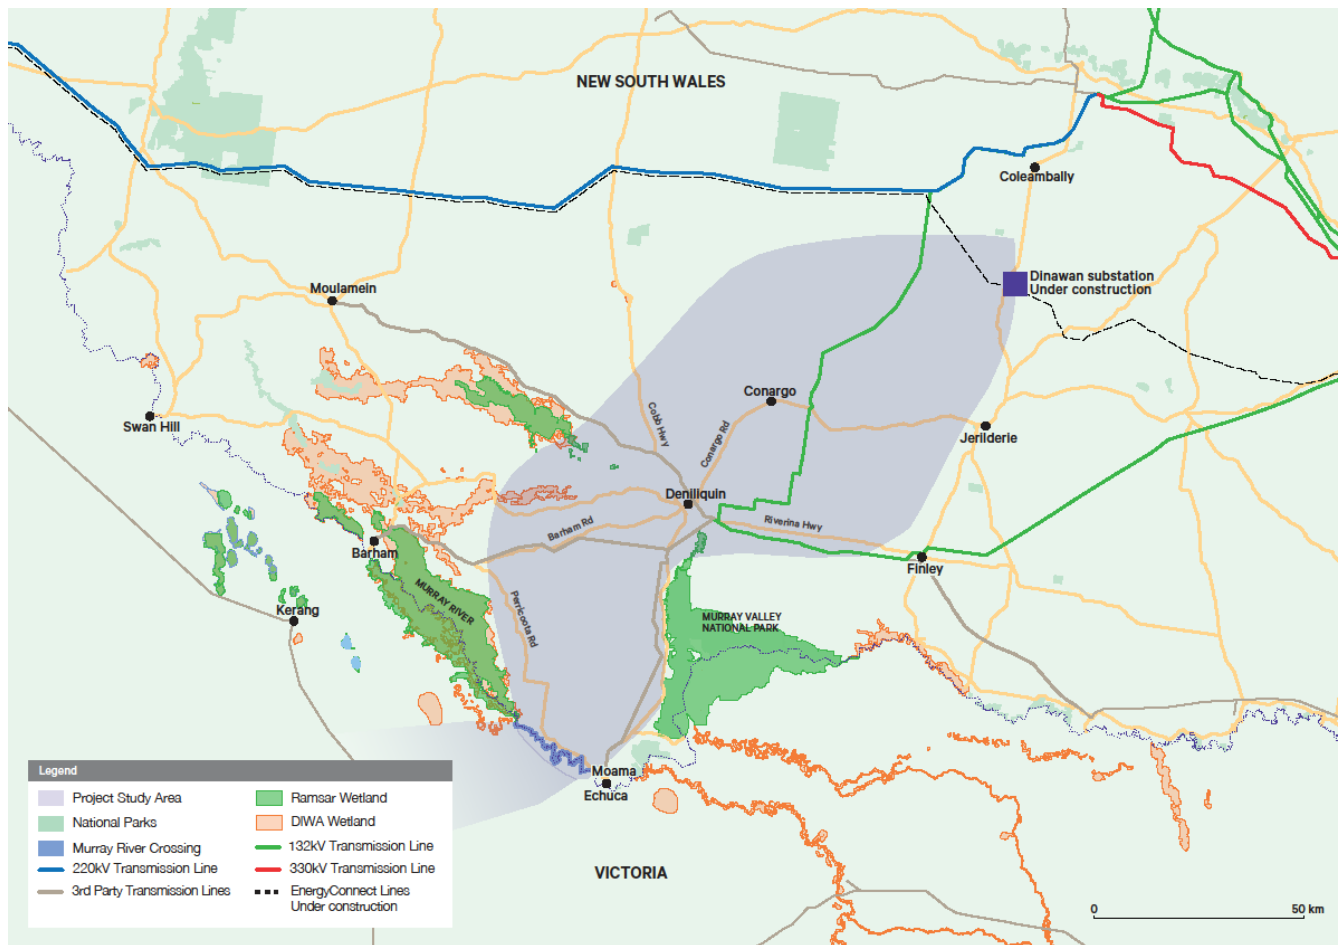 NEW SOUTH WALES
Coleambally
Dinawan substation
Under construction
Moulamein
Conargo
Cobb Hwy
Conargo Rd
Swan Hill
Jerilderie
Deniliquin
Barham Rd
Riverina Hwy
Barham
Finley
MURRAY RIVER
Perricoota Rd
Kerang
MURRAY VALLEY
NATIONAL PARK
Moama
Echuca
VICTORIA
Legend
Project Study Area
National Parks
Murray River Crossing
220kV Transmission Line
3rd Party Transmission Lines
Ramsar Wetland
DIWA Wetland
132kV Transmission Line
330kV Transmission Line
EnergyConnect Lines
Under construction
0 50 km